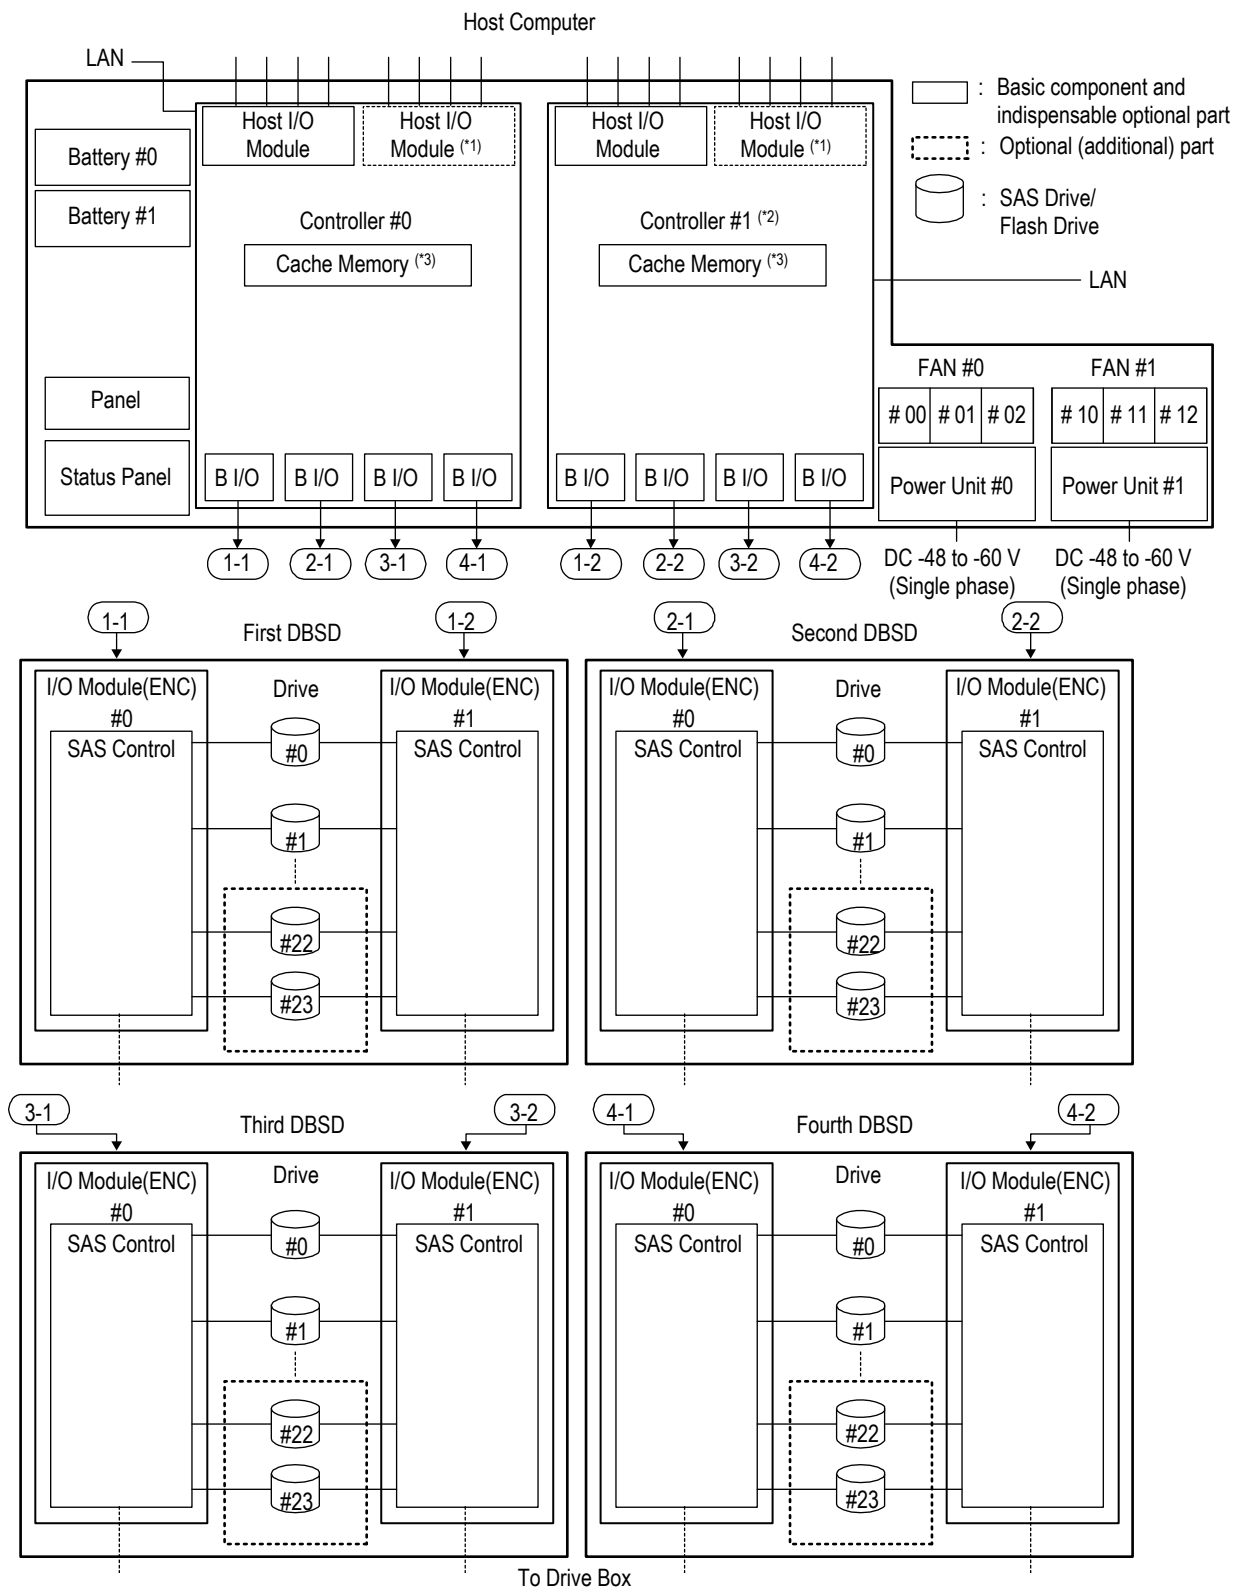 Host Computer
LAN
Host I/O
Module
Host I/O
Module (*1)
Host I/O
Module
Host I/O
Module (*1)
: Basic component and
indispensable optional part
: Optional (additional) part
: SAS Drive/
Flash Drive
Battery #0
Battery #1
Controller #0
Cache Memory (*3)
Controller #1 (*2)
Cache Memory (*3)
LAN
Panel
Status Panel
B I/O
B I/O
B I/O
B I/O
B I/O
B I/O
B I/O
B I/O
FAN #0
FAN #1
# 00
# 01
# 02
# 10
# 11
# 12
Power Unit #0
Power Unit #1
1-1
2-1
3-1
4-1
1-2
2-2
3-2
4-2
DC -48 to -60 V
(Single phase)
DC -48 to -60 V
(Single phase)
1-1
First DBSD
1-2
I/O Module(ENC)
#0
SAS Control
Drive
#0
#1
#22
#23
I/O Module(ENC)
#1
SAS Control
2-1
Second DBSD
2-2
I/O Module(ENC)
#0
SAS Control
Drive
#0
#1
#22
#23
I/O Module(ENC)
#1
SAS Control
3-1
Third DBSD
3-2
I/O Module(ENC)
#0
SAS Control
Drive
#0
#1
#22
#23
I/O Module(ENC)
#1
SAS Control
4-1
Fourth DBSD
4-2
I/O Module(ENC)
#0
SAS Control
Drive
#0
#1
#22
#23
I/O Module(ENC)
#1
SAS Control
To Drive Box